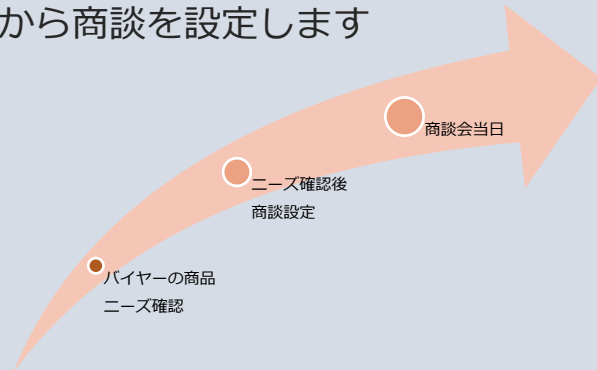 から商談を設定します
商談会当日
ニーズ確認後
商談設定
バイヤーの商品
ニーズ確認